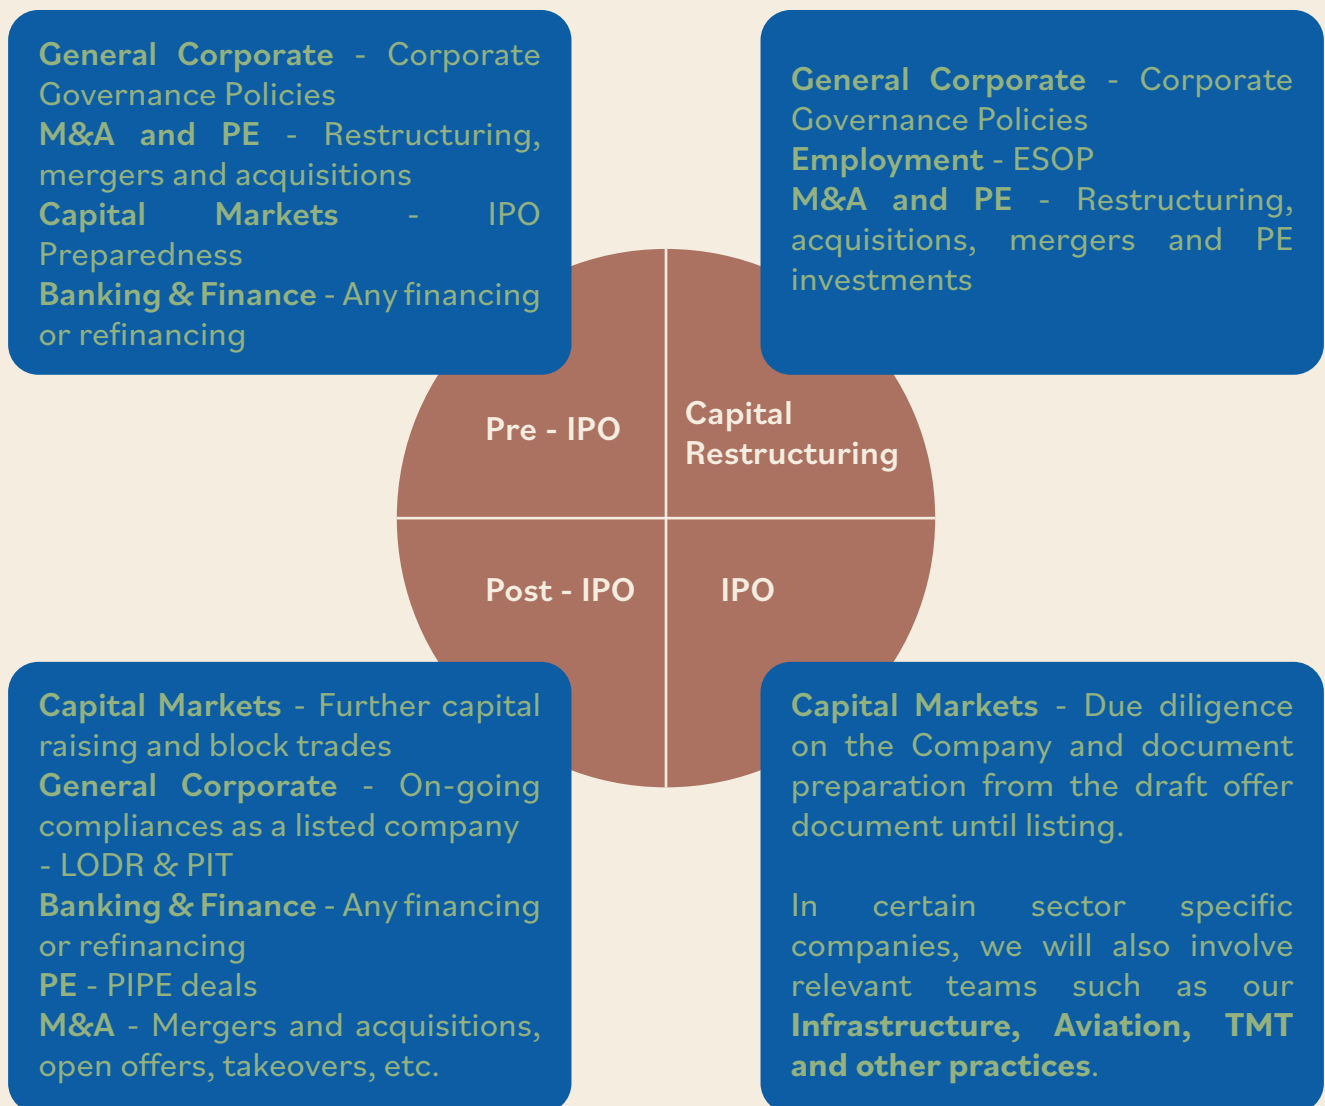 General Corporate - Corporate
Governance Policies
M&A and PE - Restructuring,
mergers and acquisitions
Capital Markets - IPO
Preparedness
Banking & Finance - Any financing
or refinancing
General Corporate - Corporate
Governance Policies
Employment - ESOP
M&A and PE - Restructuring,
acquisitions, mergers and PE
investments
Pre - IPO
Capital
Restructuring
Post - IPO
IPO
Capital Markets - Further capital
raising and block trades
General Corporate - On-going
compliances as a listed company
- LODR & PIT
Banking & Finance - Any financing
or refinancing
PE - PIPE deals
M&A - Mergers and acquisitions,
open offers, takeovers, etc.
Capital Markets - Due diligence
on the Company and document
preparation from the draft offer
document until listing.
In certain sector specific
companies, we will also involve
relevant teams such as our
Infrastructure, Aviation, TMT
and other practices.